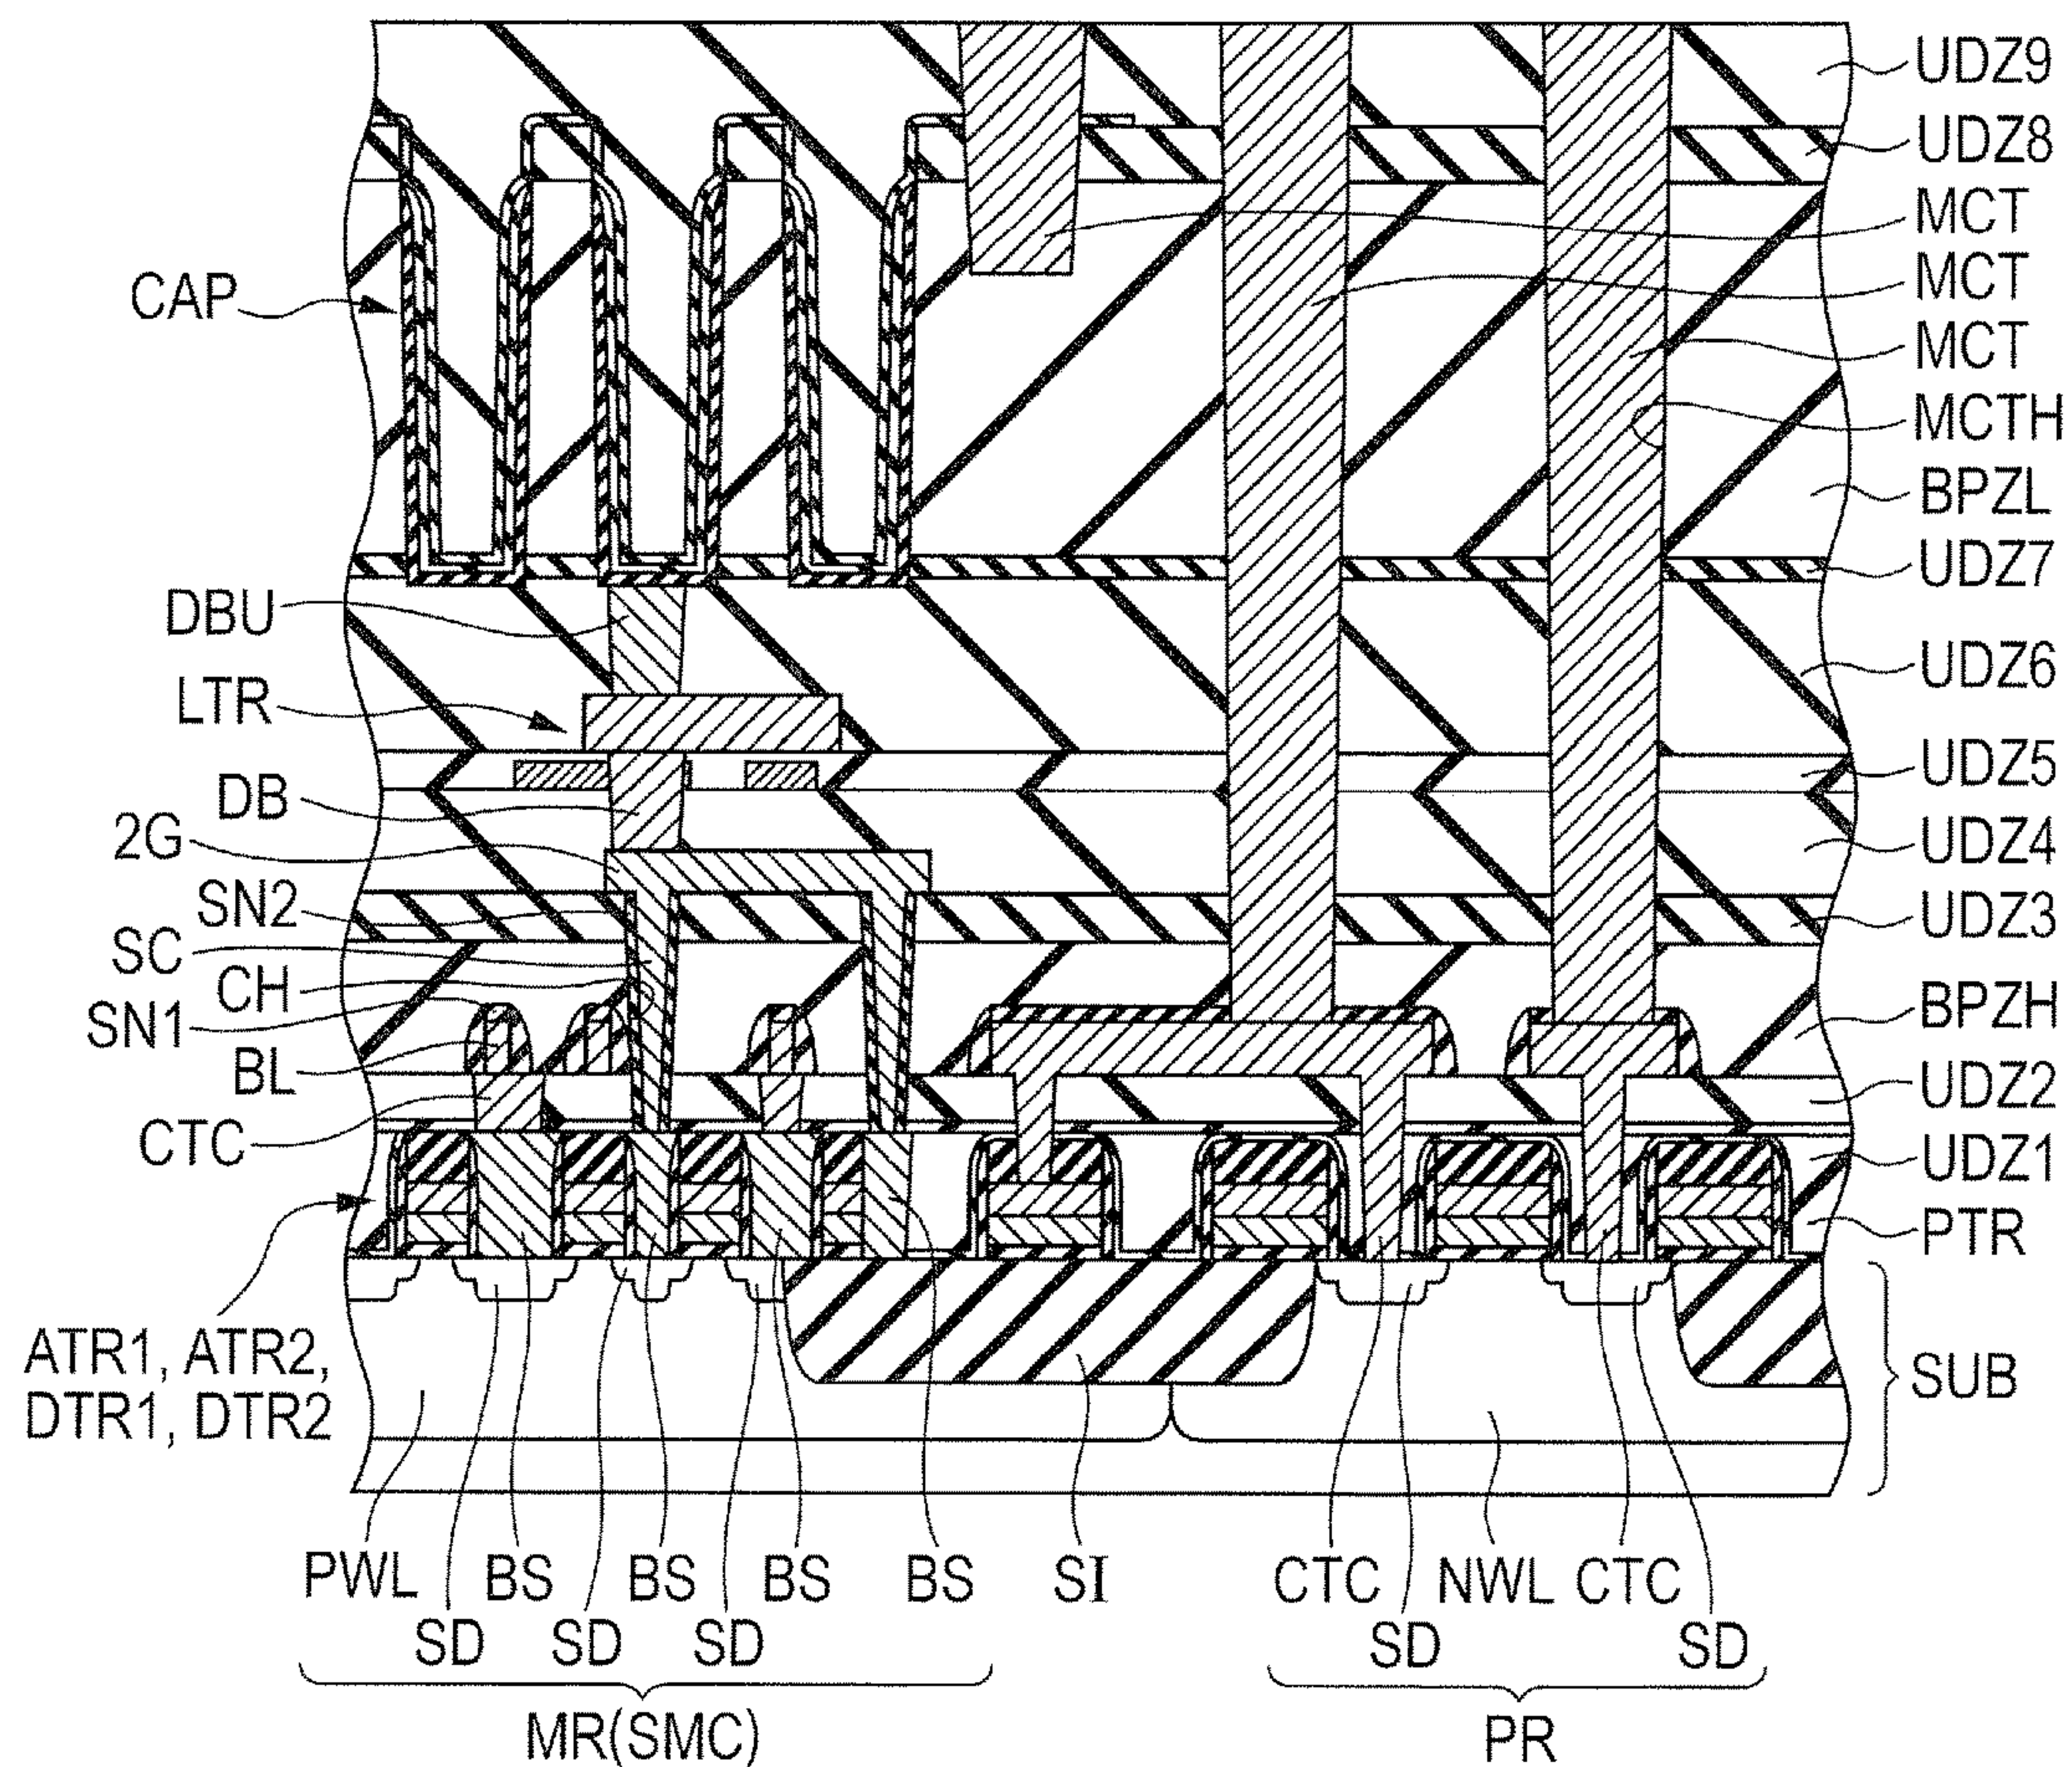 UDZ9
UDZ8
MCT
MCT
CAP
MCT
MCTH
BPZL
UDZ7
DBU
UDZ6
LTR
UDZ5
DB
2G
UDZ4
SN2
UDZ3
SC
CH
SN1
BPZH
BL
UDZ2
CTC
UDZ1
PTR
ATR1, ATR2,
DTR1, DTR2
SUB
PWL BS BS BS BS SI CTC NWL CTC
SD SD SD SD SD
MR(SMC) PR